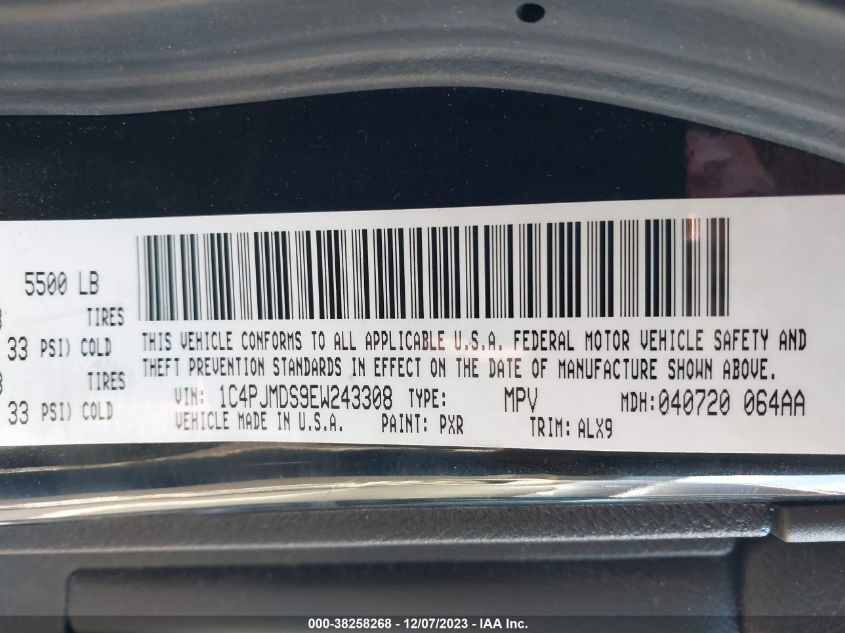 5500 LB
TIRES
33 PSI) COLD
TIRES
33 PSI) COLD
THIS VEHICLE CONFORMS TO ALL APPLICABLE U.S.A. FEDERAL MOTOR VEHICLE SAFETY AND
THEFT PREVENTION STANDARDS IN EFFECT ON THE DATE OF MANUFACTURE SHOWN ABOVE.
VIN: 1C4PJMDS9EW243308 TYPE: MPV MDH:040720 064AA
VEHICLE MADE IN U.S.A. PAINT: PXR TRIM: ALX9
000-38258268 - 12/07/2023 - IAA Inc.